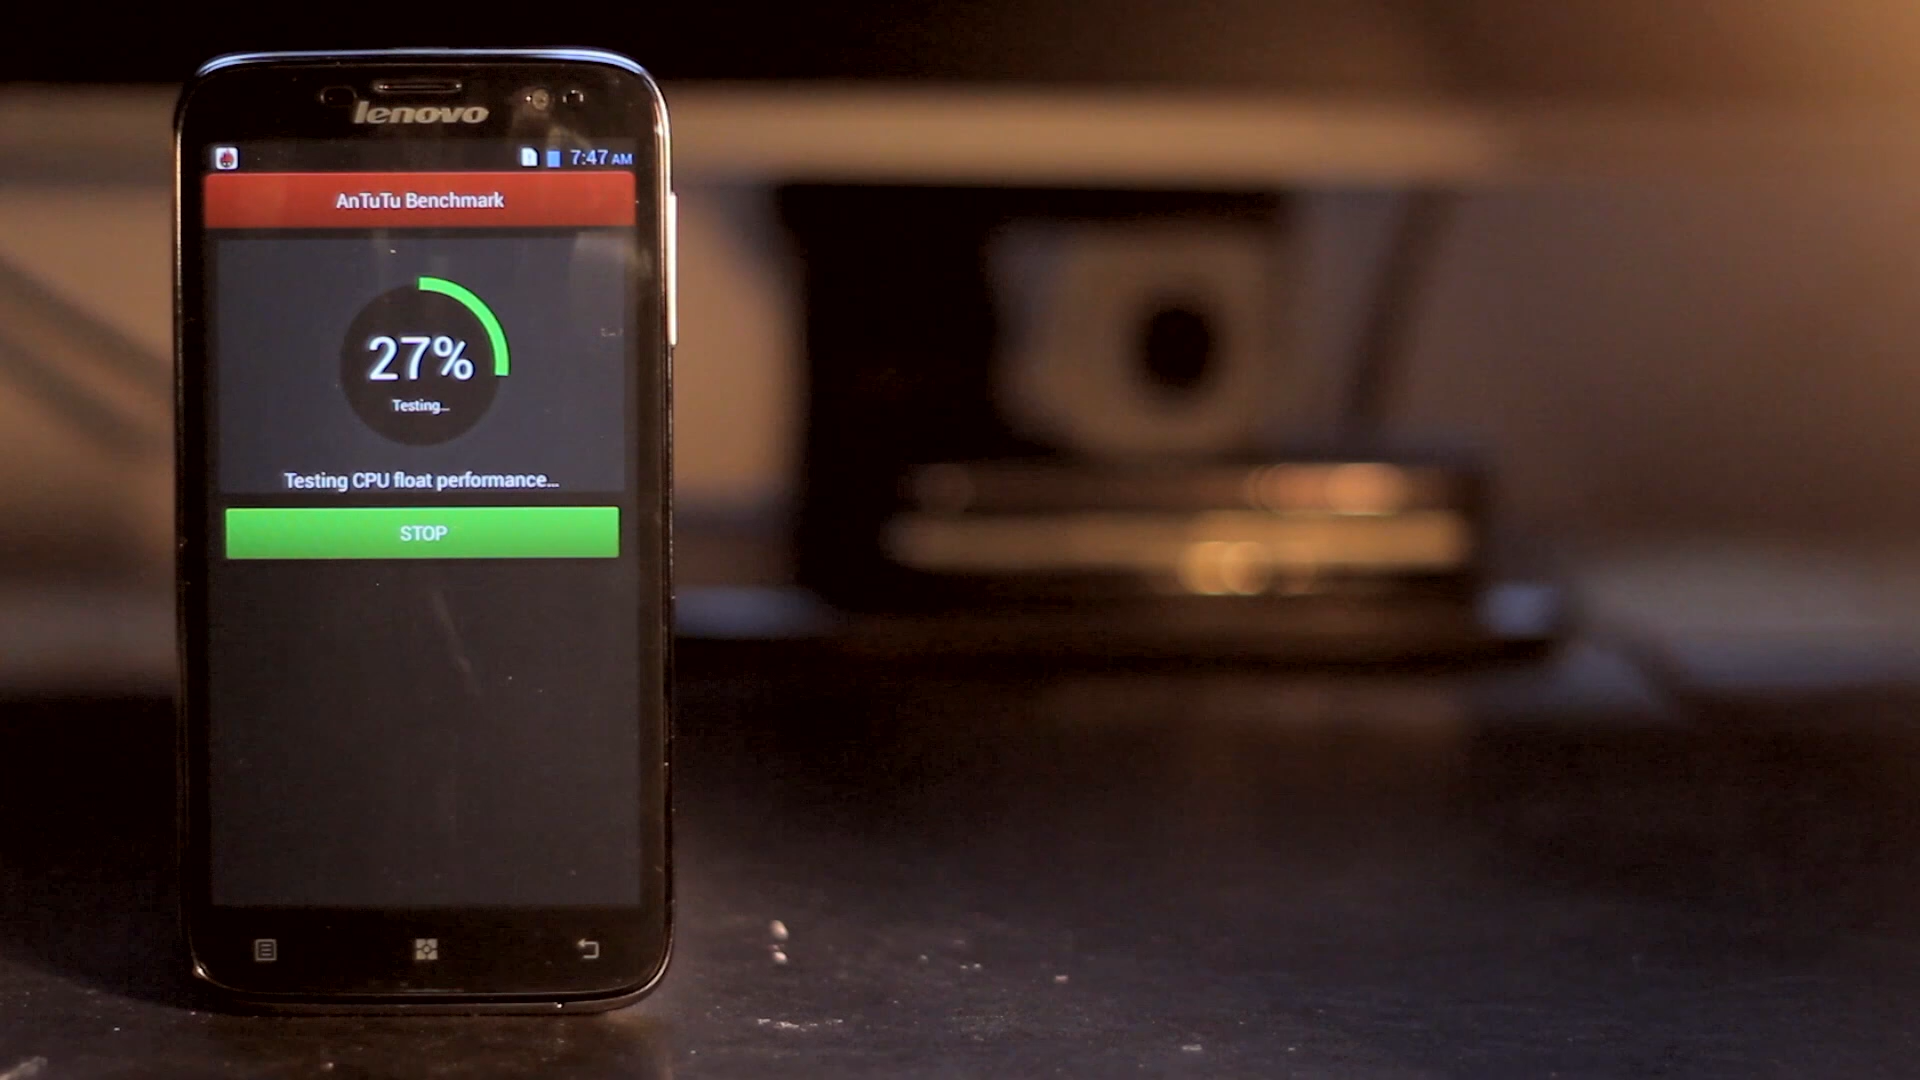 lenovo
7:47 AM
AnTuTu Benchmark
27%
Testing...
Testing CPU float performance...
STOP